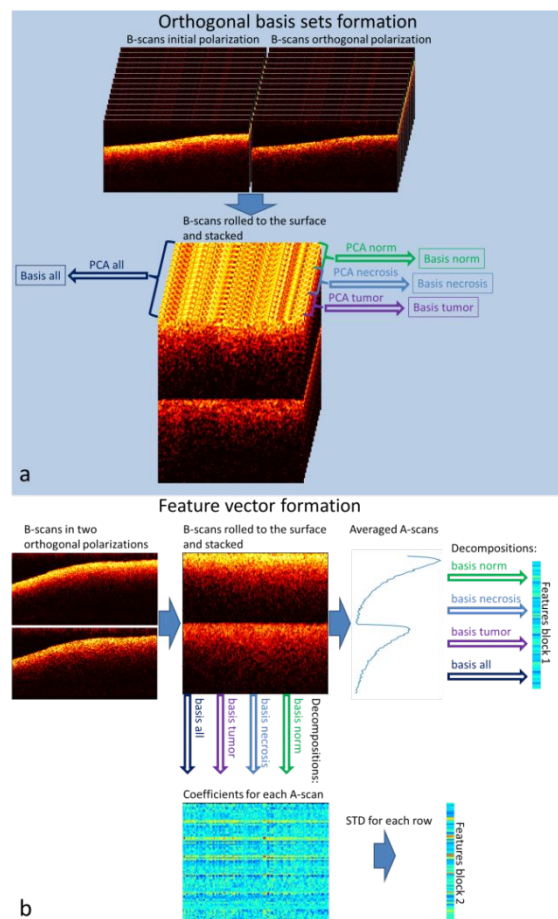 Orthogonal basis sets formation
B-scans initial polarization
B-scans orthogonal polarization
B-scans rolled to the surface
and stacked
Basis all
PCA all
PCA norm
Basis norm
PCA necrosis
Basis necrosis
PCA tumor
Basis tumor
a
Feature vector formation
B-scans in two
orthogonal polarizations
B-scans rolled to the surface
and stacked
Averaged A-scans
Decompositions:
basis norm
basis necrosis
basis tumor
basis all
Features block 1
basis all
basis tumor
basis necrosis
basis norm
Decompositions:
Coefficients for each A-scan
STD for each row
Features block 2
b